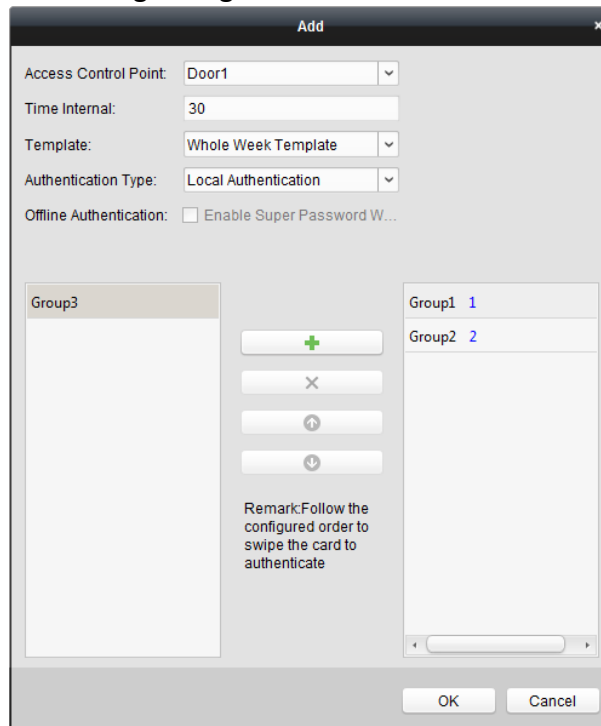 Add ×
Access Control Point: Door1
Time Internal: 30
Template: Whole Week Template
Authentication Type: Local Authentication
Offline Authentication: Enable Super Password W...
Group3
Group1 1
Group2 2
Remark:Follow the
configured order to
swipe the card to
authenticate
OK Cancel